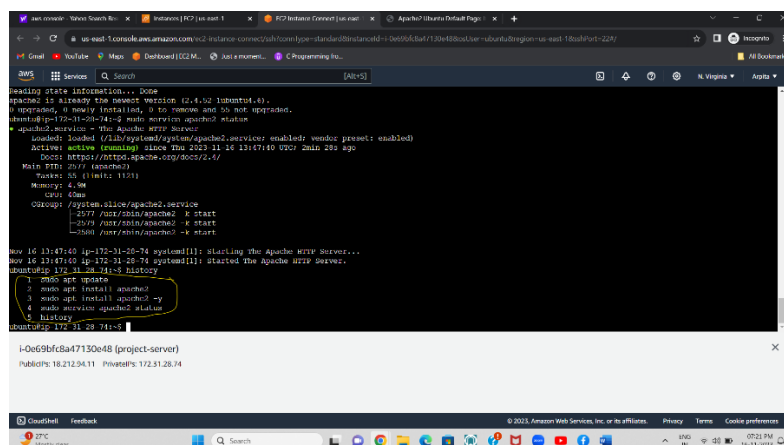 aws console - Yahoo Search Res
Instances | EC2 | us-east-1
EC2 Instance Connect | us-east
Apache2 Ubuntu Default Page:
us-east-1.console.aws.amazon.com/ec2-instance-connect/ssh?connType=standard&instanceId=i-0e69bfc8a47130e48&osUser=ubuntu&region=us-east-1&sshPort=22#/
Incognito
Gmail YouTube Maps Dashboard | EC2 M... Just a moment... C Programming Inc... All Bookmark
aws Services Search [Alt+S] N. Virginia Arpita
Reading state information... Done
apache2 is already the newest version (2.4.52-1ubuntu4.6).
0 upgraded, 0 newly installed, 0 to remove and 55 not upgraded.
ubuntu@ip-172-31-28-74:~$ sudo service apache2 status
● apache2.service - The Apache HTTP Server
Loaded: loaded (/lib/systemd/system/apache2.service; enabled; vendor preset: enabled)
Active: active (running) since Thu 2023-11-16 13:47:40 UTC; 2min 28s ago
Docs: https://httpd.apache.org/docs/2.4/
Main PID: 2577 (apache2)
Tasks: 55 (limit: 1121)
Memory: 4.9M
CPU: 40ms
CGroup: /system.slice/apache2.service
├─2577 /usr/sbin/apache2 -k start
├─2579 /usr/sbin/apache2 -k start
└─2580 /usr/sbin/apache2 -k start
Nov 16 13:47:40 ip-172-31-28-74 systemd[1]: Starting The Apache HTTP Server...
Nov 16 13:47:40 ip-172-31-28-74 systemd[1]: Started The Apache HTTP Server.
ubuntu@ip-172-31-28-74:~$ history
1 sudo apt update
2 sudo apt install apache2
3 sudo apt install apache2 -y
4 sudo service apache2 status
5 history
ubuntu@ip-172-31-28-74:~$
i-0e69bfc8a47130e48 (project-server)
PublicIPs: 18.212.94.11 PrivateIPs: 172.31.28.74
CloudShell Feedback © 2023, Amazon Web Services, Inc. or its affiliates. Privacy Terms Cookie preferences
27°C Search ENG 07:21 PM
IN 16-11-2023